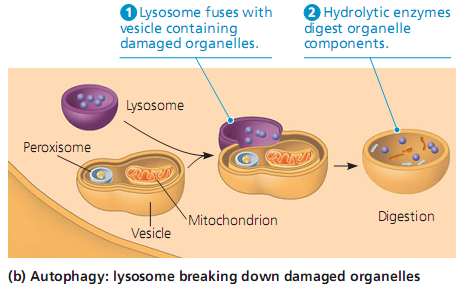 1 Lysosome fuses with
vesicle containing
damaged organelles.
2 Hydrolytic enzymes
digest organelle
components.
Lysosome
Peroxisome
Mitochondrion
Vesicle
Digestion
(b) Autophagy: lysosome breaking down damaged organelles